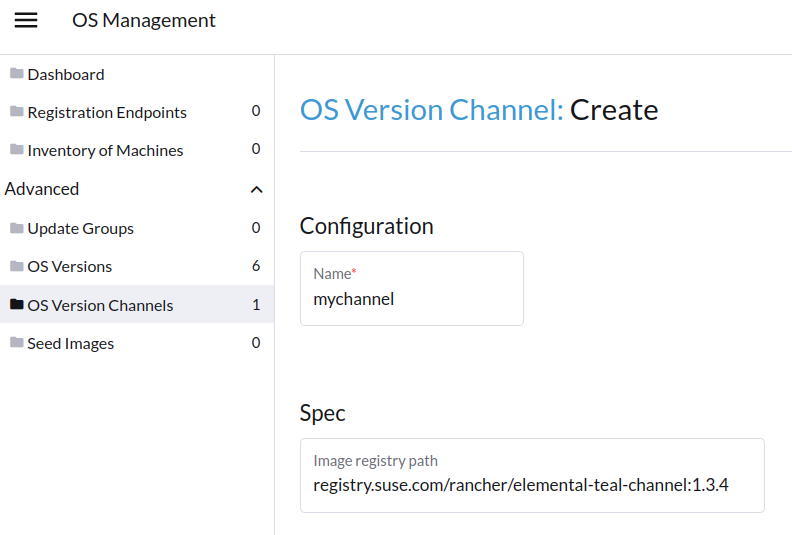 OS Management
Dashboard
Registration Endpoints 0
Inventory of Machines 0
Advanced
Update Groups 0
OS Versions 6
OS Version Channels 1
Seed Images 0
OS Version Channel: Create
Configuration
Name*
mychannel
Spec
Image registry path
registry.suse.com/rancher/elemental-teal-channel:1.3.4